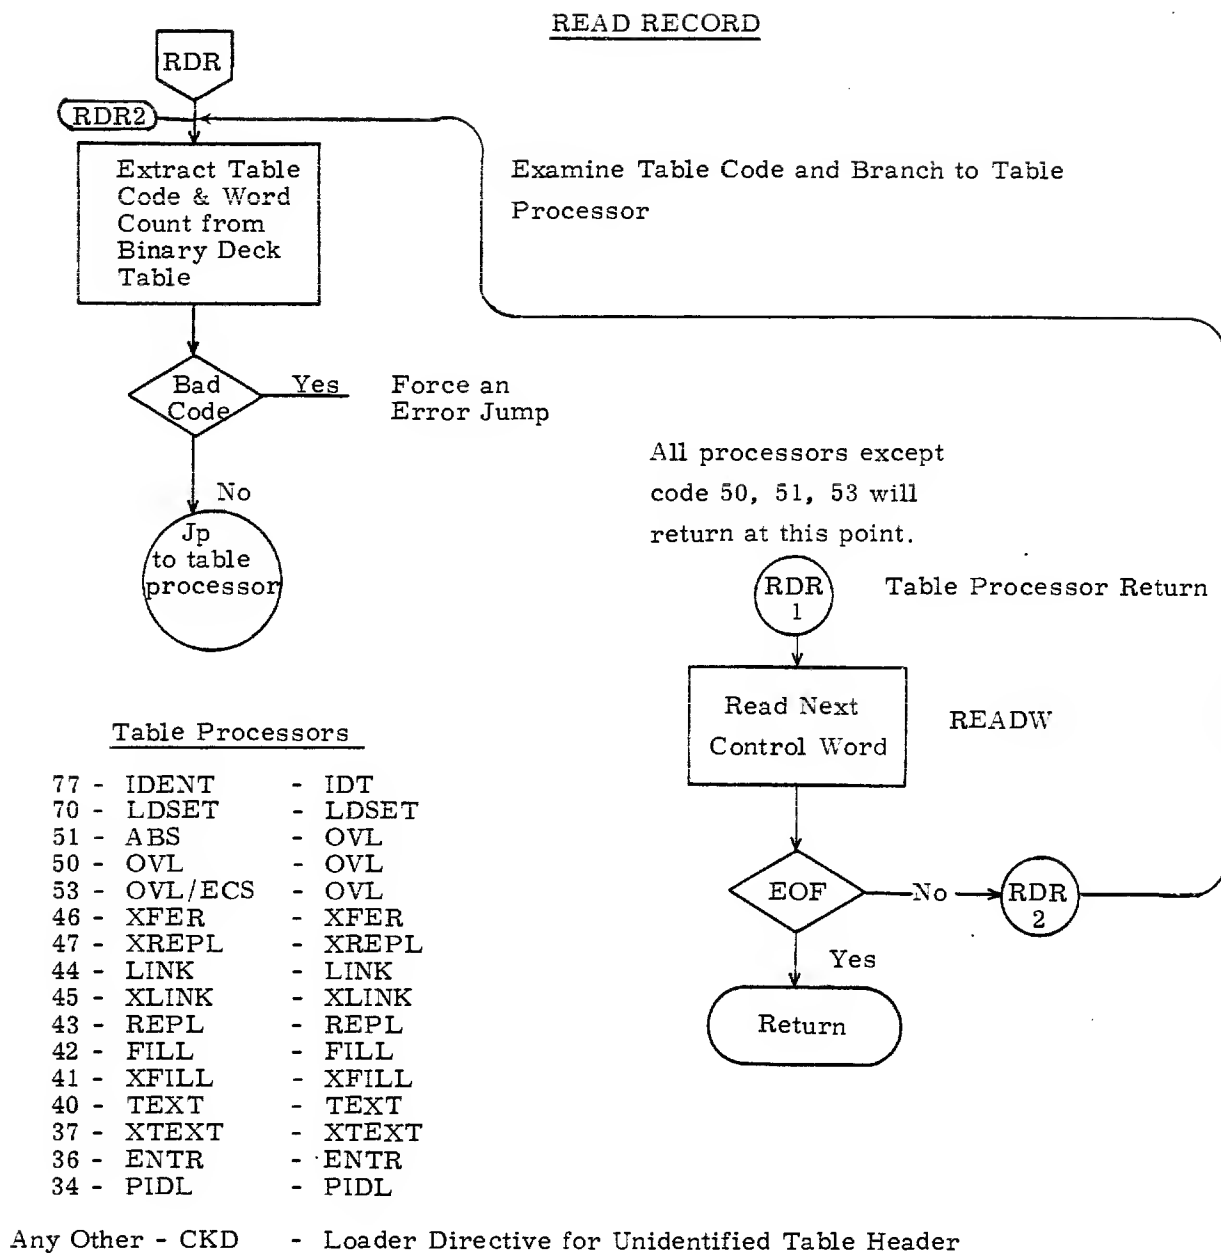 READ RECORD
RDR
RDR2
Extract Table
Code & Word
Count from
Binary Deck
Table
Examine Table Code and Branch to Table
Processor
Bad
Code
Yes
Force an
Error Jump
No
Jp
to table
processor
All processors except
code 50, 51, 53 will
return at this point.
RDR
1
Table Processor Return
Read Next
Control Word
READW
EOF
No
RDR
2
Yes
Return
Table Processors
77 - IDENT - IDT
70 - LDSET - LDSET
51 - ABS - OVL
50 - OVL - OVL
53 - OVL/ECS - OVL
46 - XFER - XFER
47 - XREPL - XREPL
44 - LINK - LINK
45 - XLINK - XLINK
43 - REPL - REPL
42 - FILL - FILL
41 - XFILL - XFILL
40 - TEXT - TEXT
37 - XTEXT - XTEXT
36 - ENTR - ENTR
34 - PIDL - PIDL
Any Other - CKD - Loader Directive for Unidentified Table Header